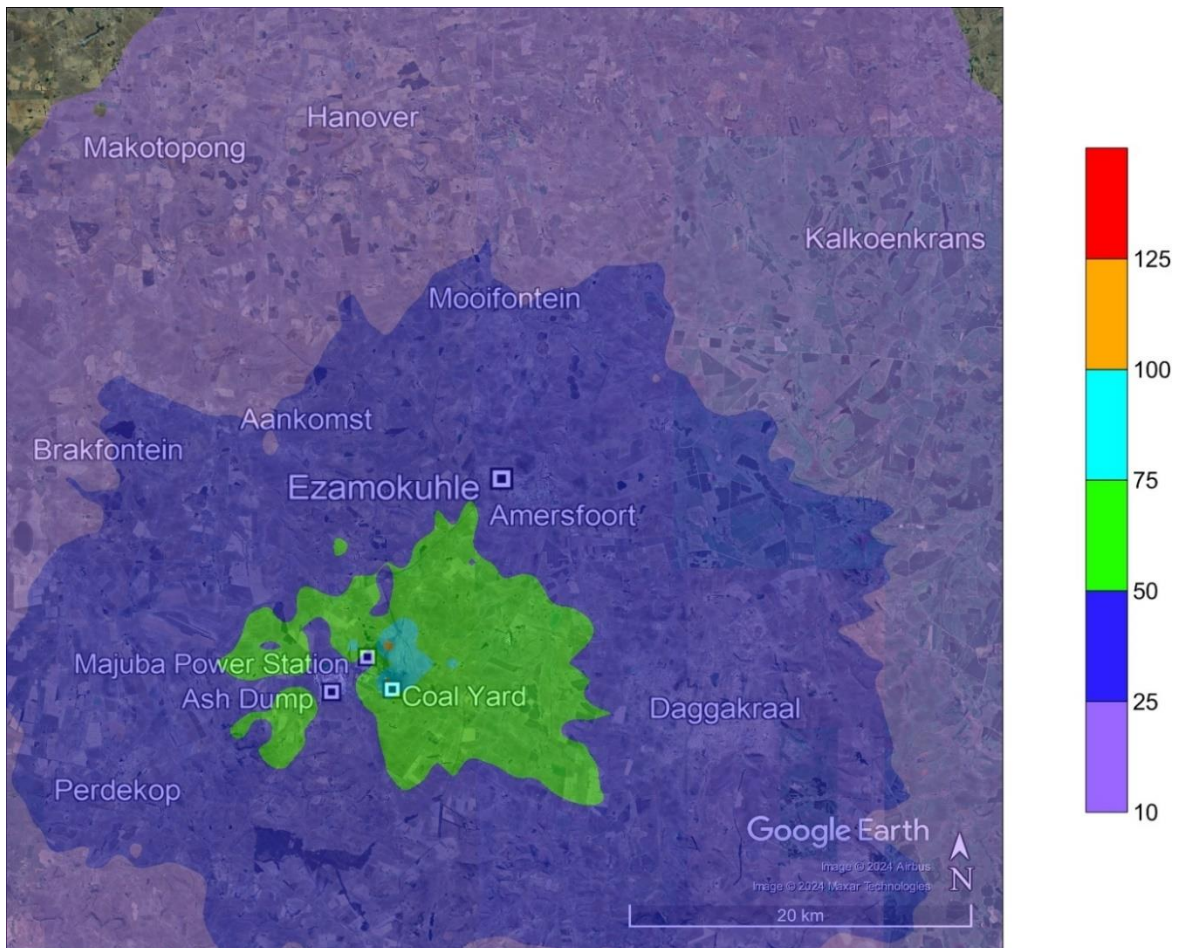 Hanover
Makotopong
Kalkoenkrans
Mooifontein
Aankomst
Brakfontein
Ezamokuhle
Amersfoort
Majuba Power Station
Ash Dump
Coal Yard
Daggakraal
Perdekop
Google Earth
Image © 2024 Airbus
Image © 2024 Maxar Technologies
N
20 km
125
100
75
50
25
10